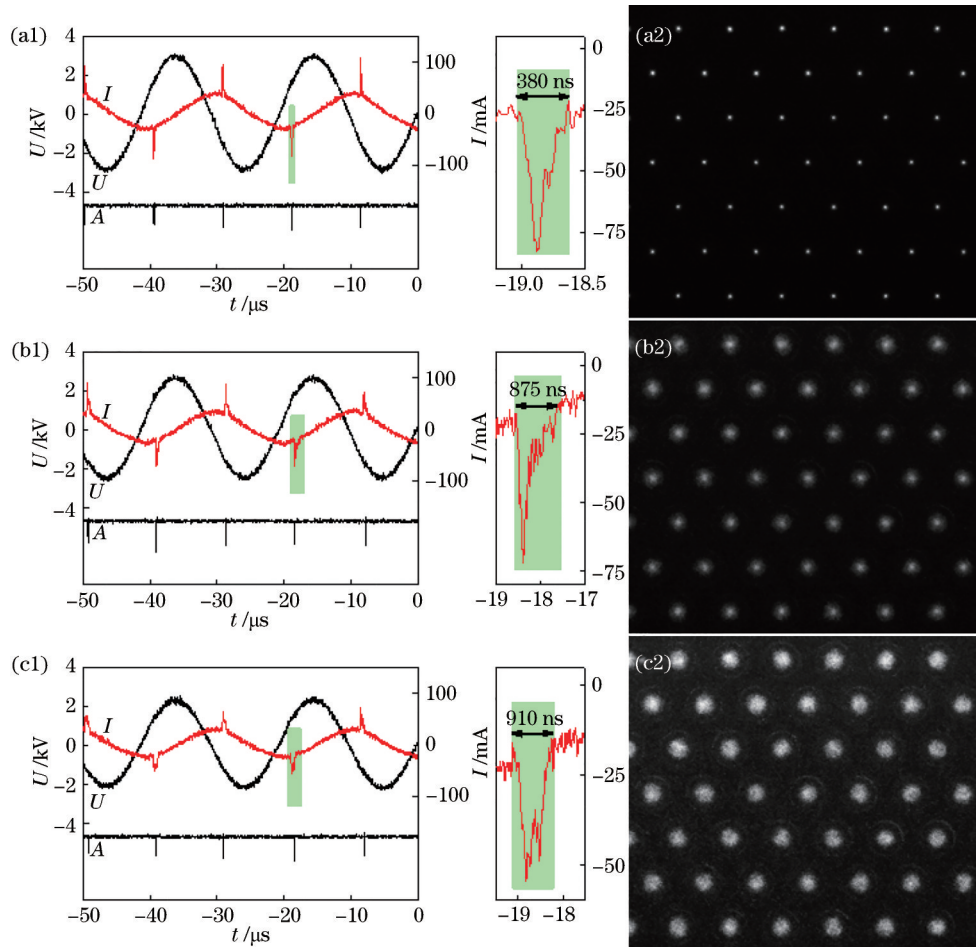 (a1)
4
2
0
−2
−4
U /kV
I
U
A
100
0
−100
−50
−40
−30
−20
−10
0
t /μs
380 ns
I /mA
0
−25
−50
−75
−19.0
−18.5
(a2)
(b1)
4
2
0
−2
−4
U /kV
I
U
A
100
0
−100
−50
−40
−30
−20
−10
0
t /μs
875 ns
I /mA
0
−25
−50
−75
−19
−18
−17
(b2)
(c1)
4
2
0
−2
−4
U /kV
I
U
A
100
0
−100
−50
−40
−30
−20
−10
0
t /μs
910 ns
I /mA
0
−25
−50
−19
−18
(c2)